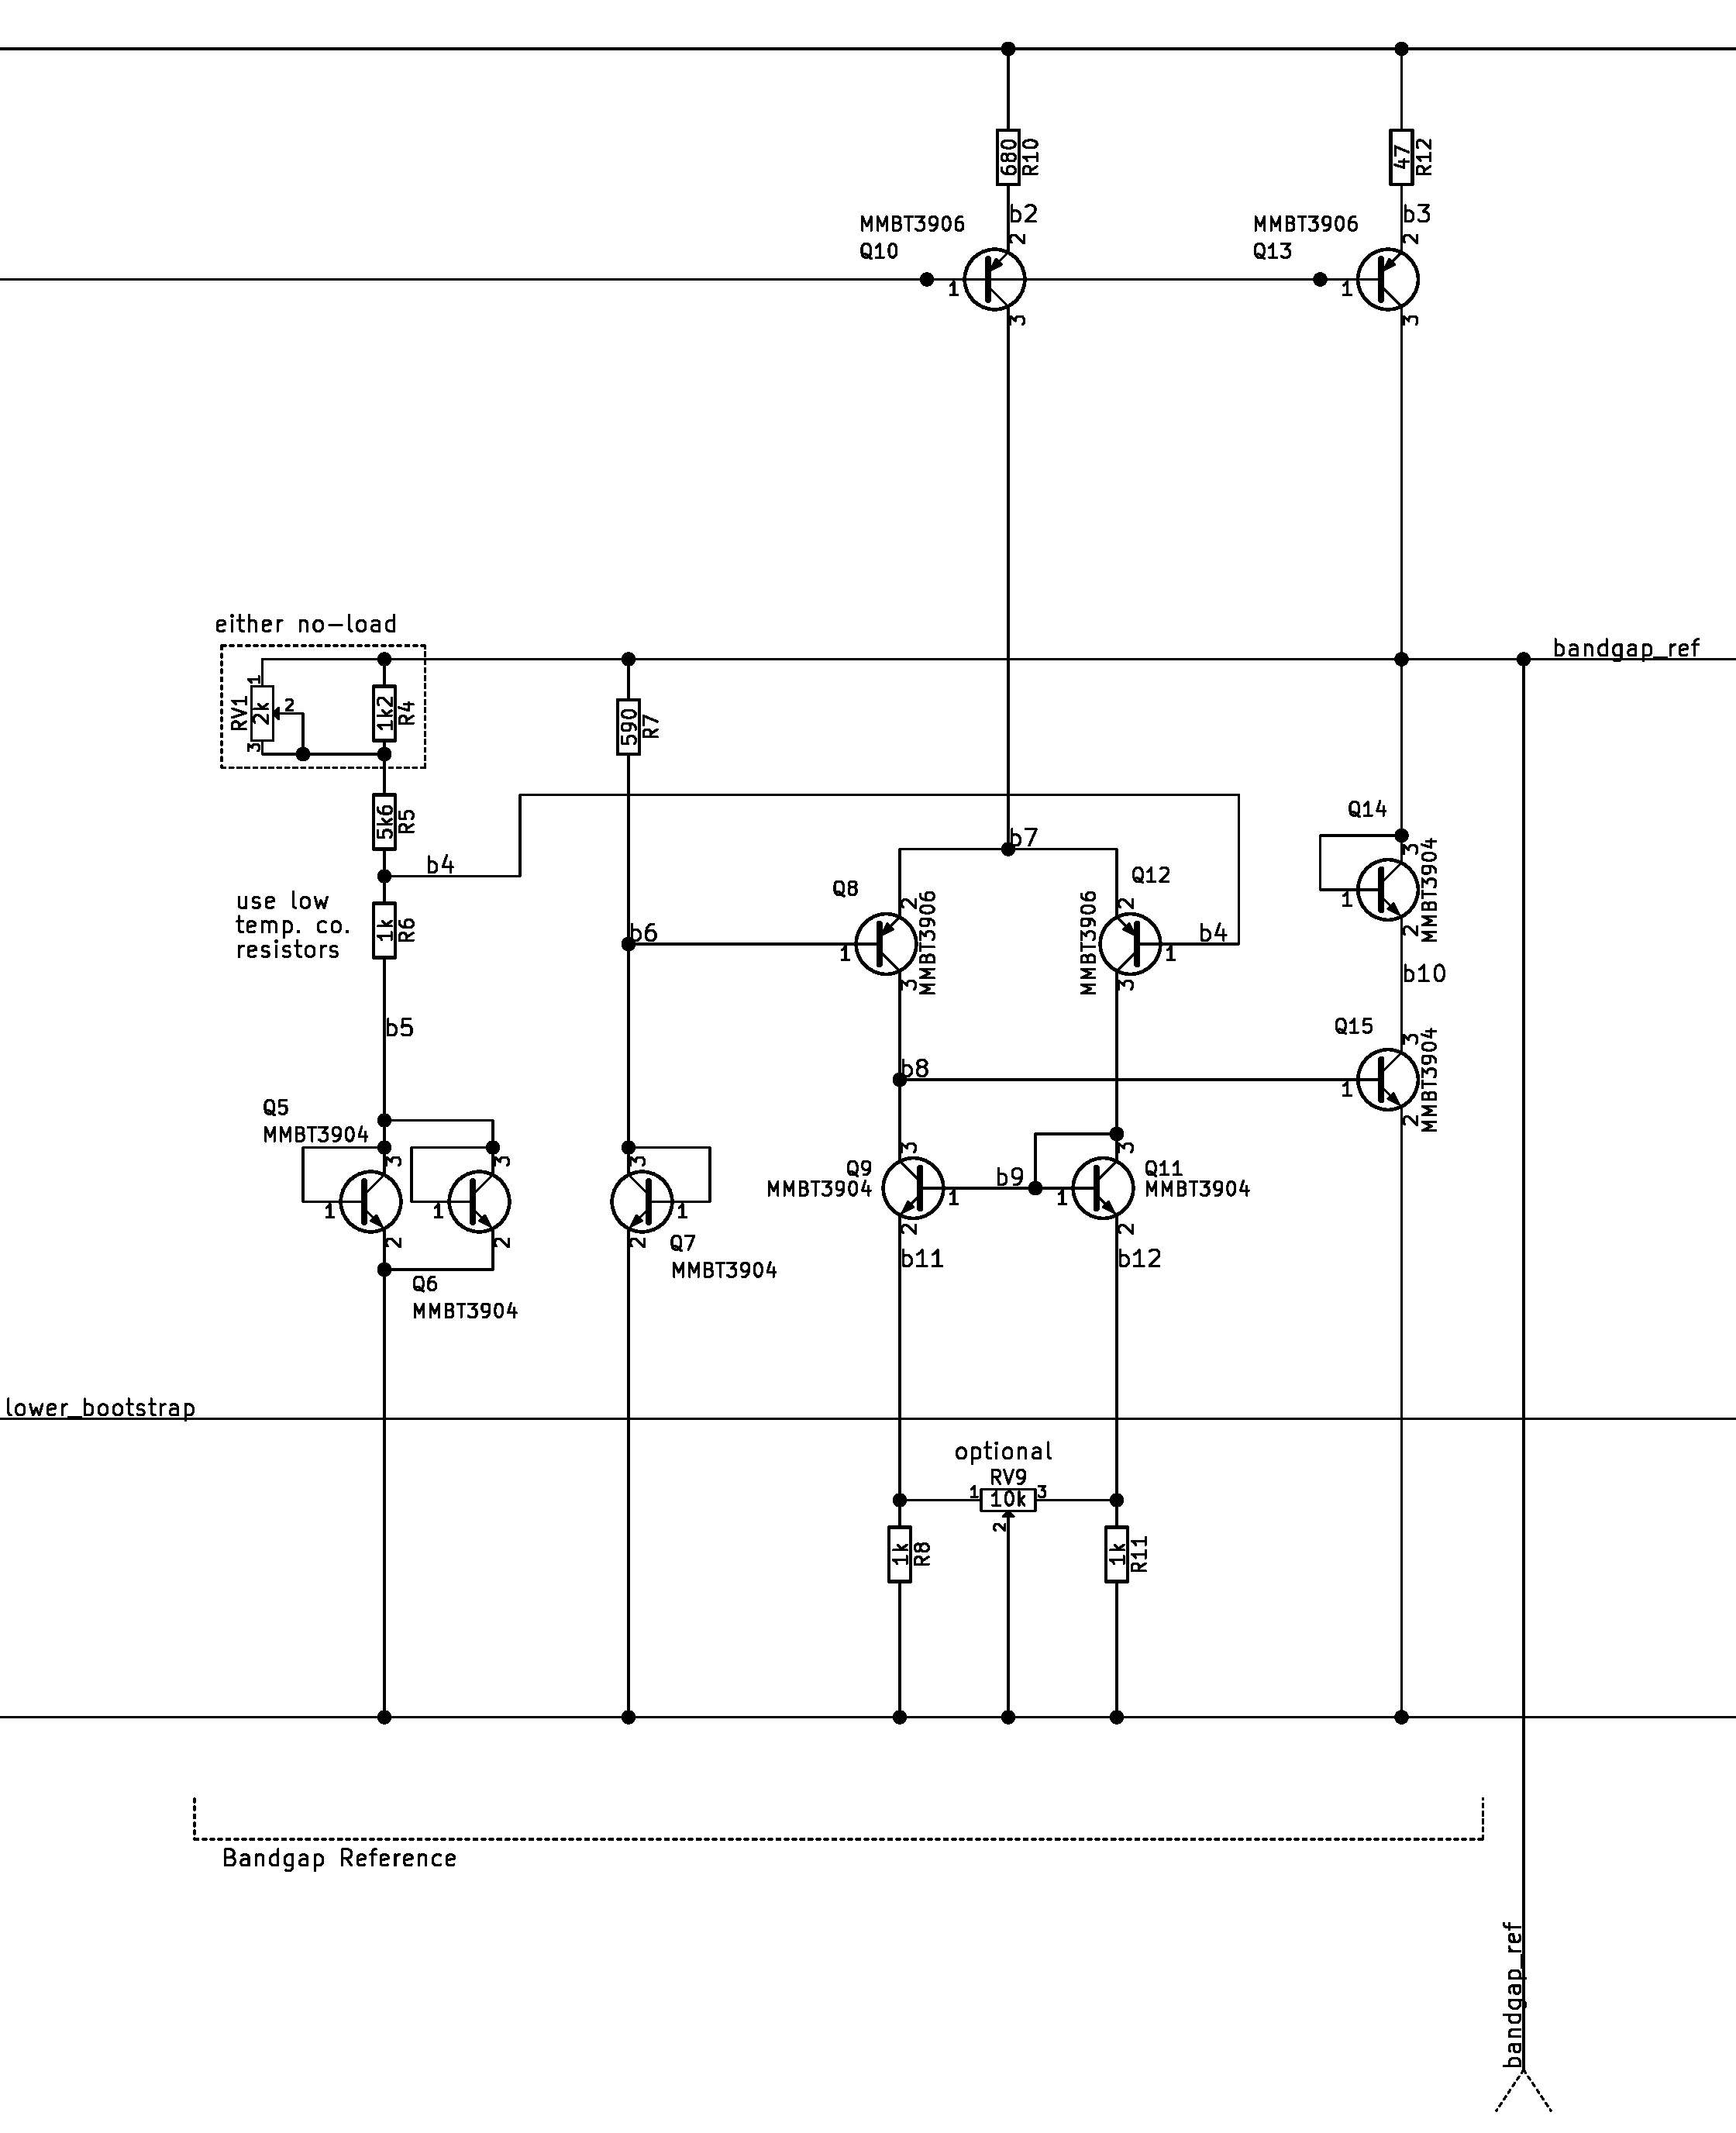 680
R10
47
R12
b2
b3
MMBT3906
Q10
2
1
3
MMBT3906
Q13
2
1
3
either no-load
bandgap_ref
RV1
2k
1
2
3
1k2
R4
590
R7
5k6
R5
b4
use low
temp. co.
resistors
1k
R6
b5
b6
b7
Q8
MMBT3906
2
1
3
Q12
MMBT3906
2
1
3
b4
Q14
MMBT3904
3
1
2
b10
Q15
MMBT3904
3
1
2
b8
Q5
MMBT3904
3
1
2
3
1
2
Q6
MMBT3904
3
1
2
Q7
MMBT3904
Q9
MMBT3904
3
1
2
b9
Q11
MMBT3904
3
1
2
b11
b12
lower_bootstrap
optional
RV9
1
10k
3
2
1k
R8
1k
R11
Bandgap Reference
bandgap_ref